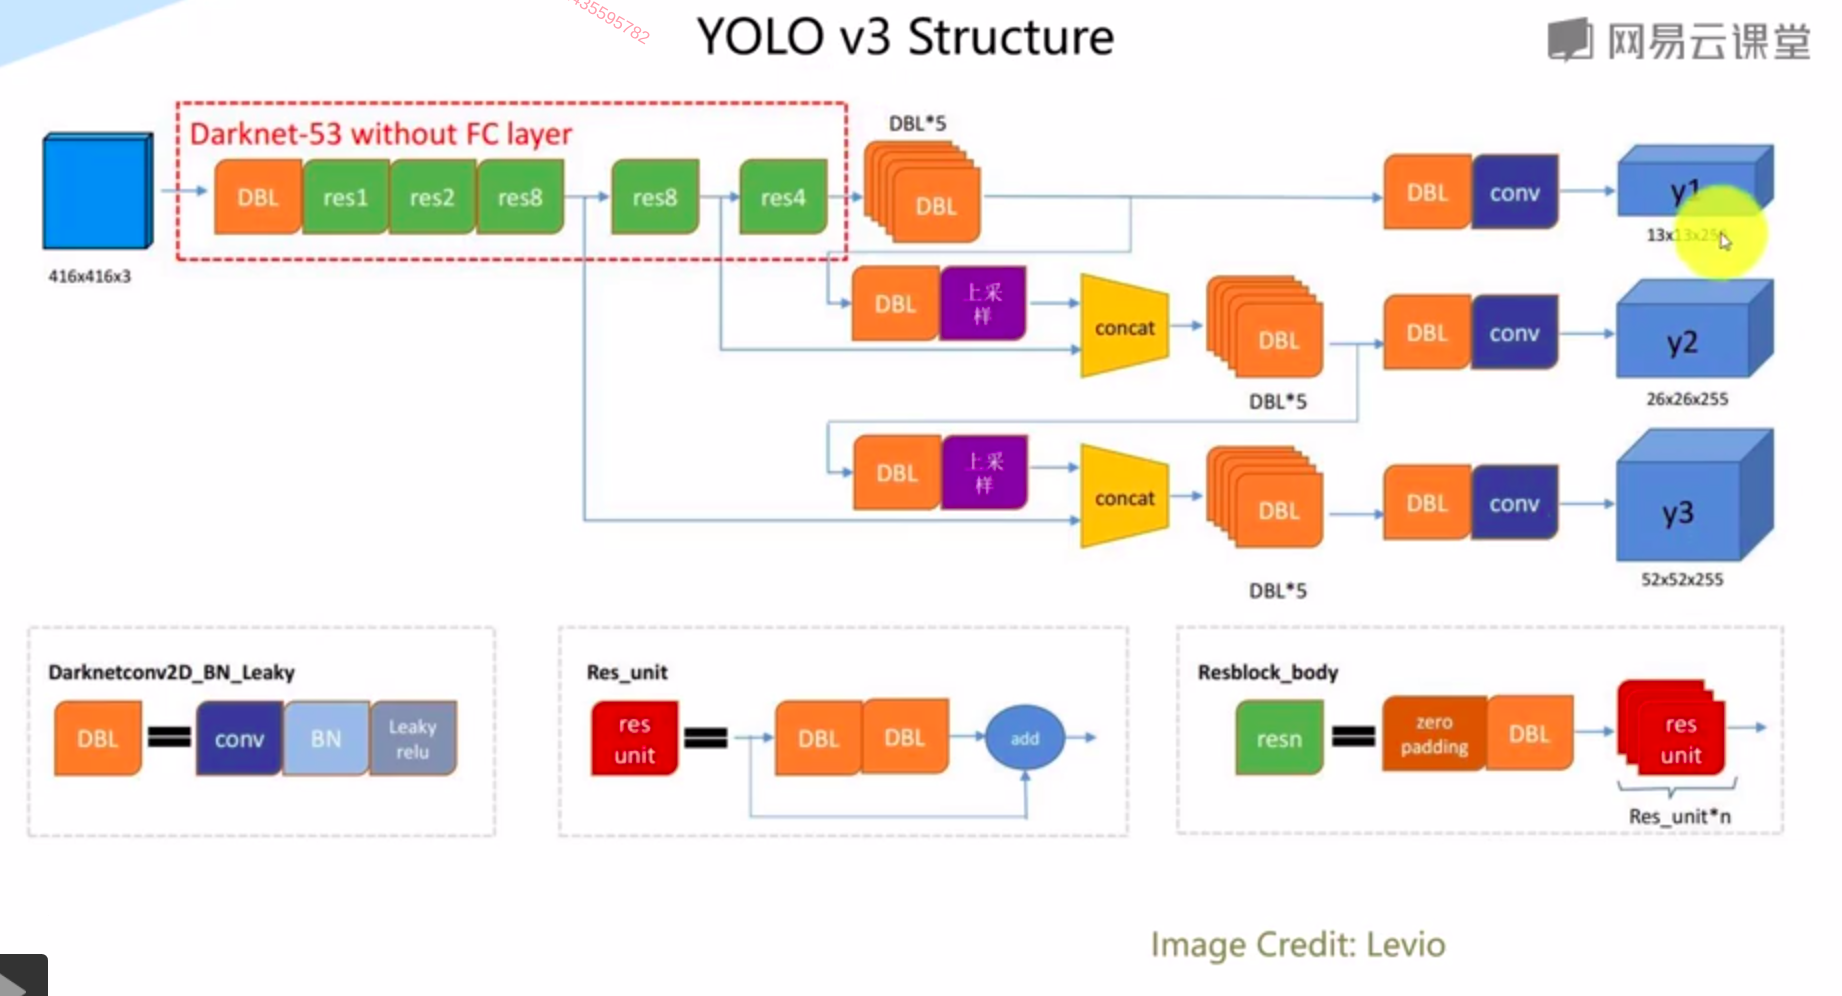 435595782
YOLO v3 Structure
网易云课堂
Darknet-53 without FC layer
DBL*5
DBL
res1
res2
res8
res8
res4
DBL
DBL
conv
y1
13x13x255
416x416x3
DBL
上采
样
concat
DBL
DBL
conv
y2
DBL*5
26x26x255
DBL
上采
样
concat
DBL
DBL
conv
y3
DBL*5
52x52x255
Darknetconv2D_BN_Leaky
DBL
conv
BN
Leaky
relu
Res_unit
res
unit
DBL
DBL
add
Resblock_body
resn
zero
padding
DBL
res
unit
Res_unit*n
Image Credit: Levio